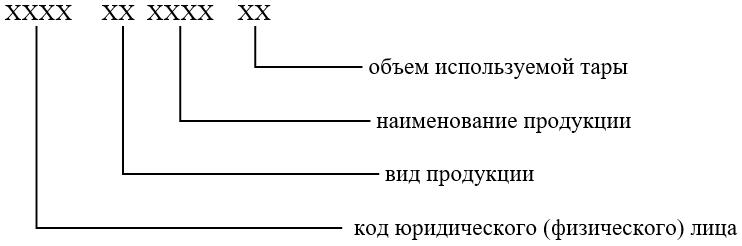 XXXX XX XXXX XX
объем используемой тары
наименование продукции
вид продукции
код юридического (физического) лица